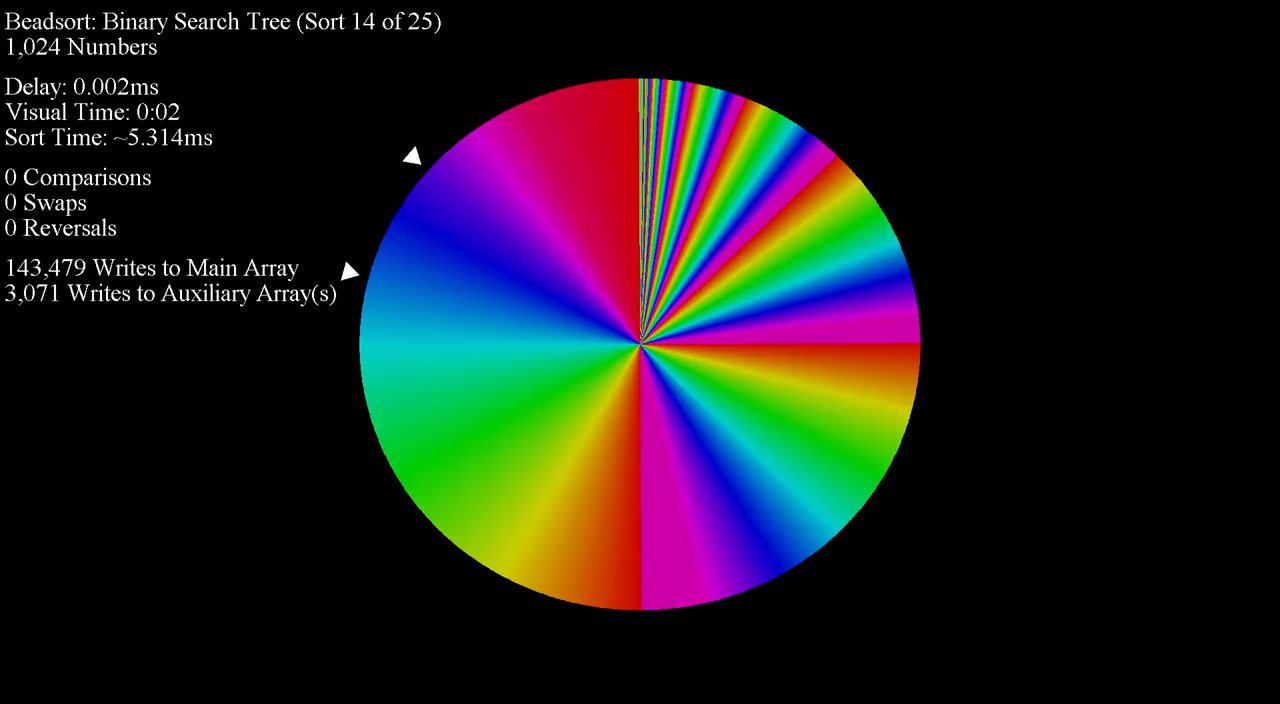 Beadsort: Binary Search Tree (Sort 14 of 25)
1,024 Numbers
Delay: 0.002ms
Visual Time: 0:02
Sort Time: ~5.314ms
0 Comparisons
0 Swaps
0 Reversals
143,479 Writes to Main Array
3,071 Writes to Auxiliary Array(s)